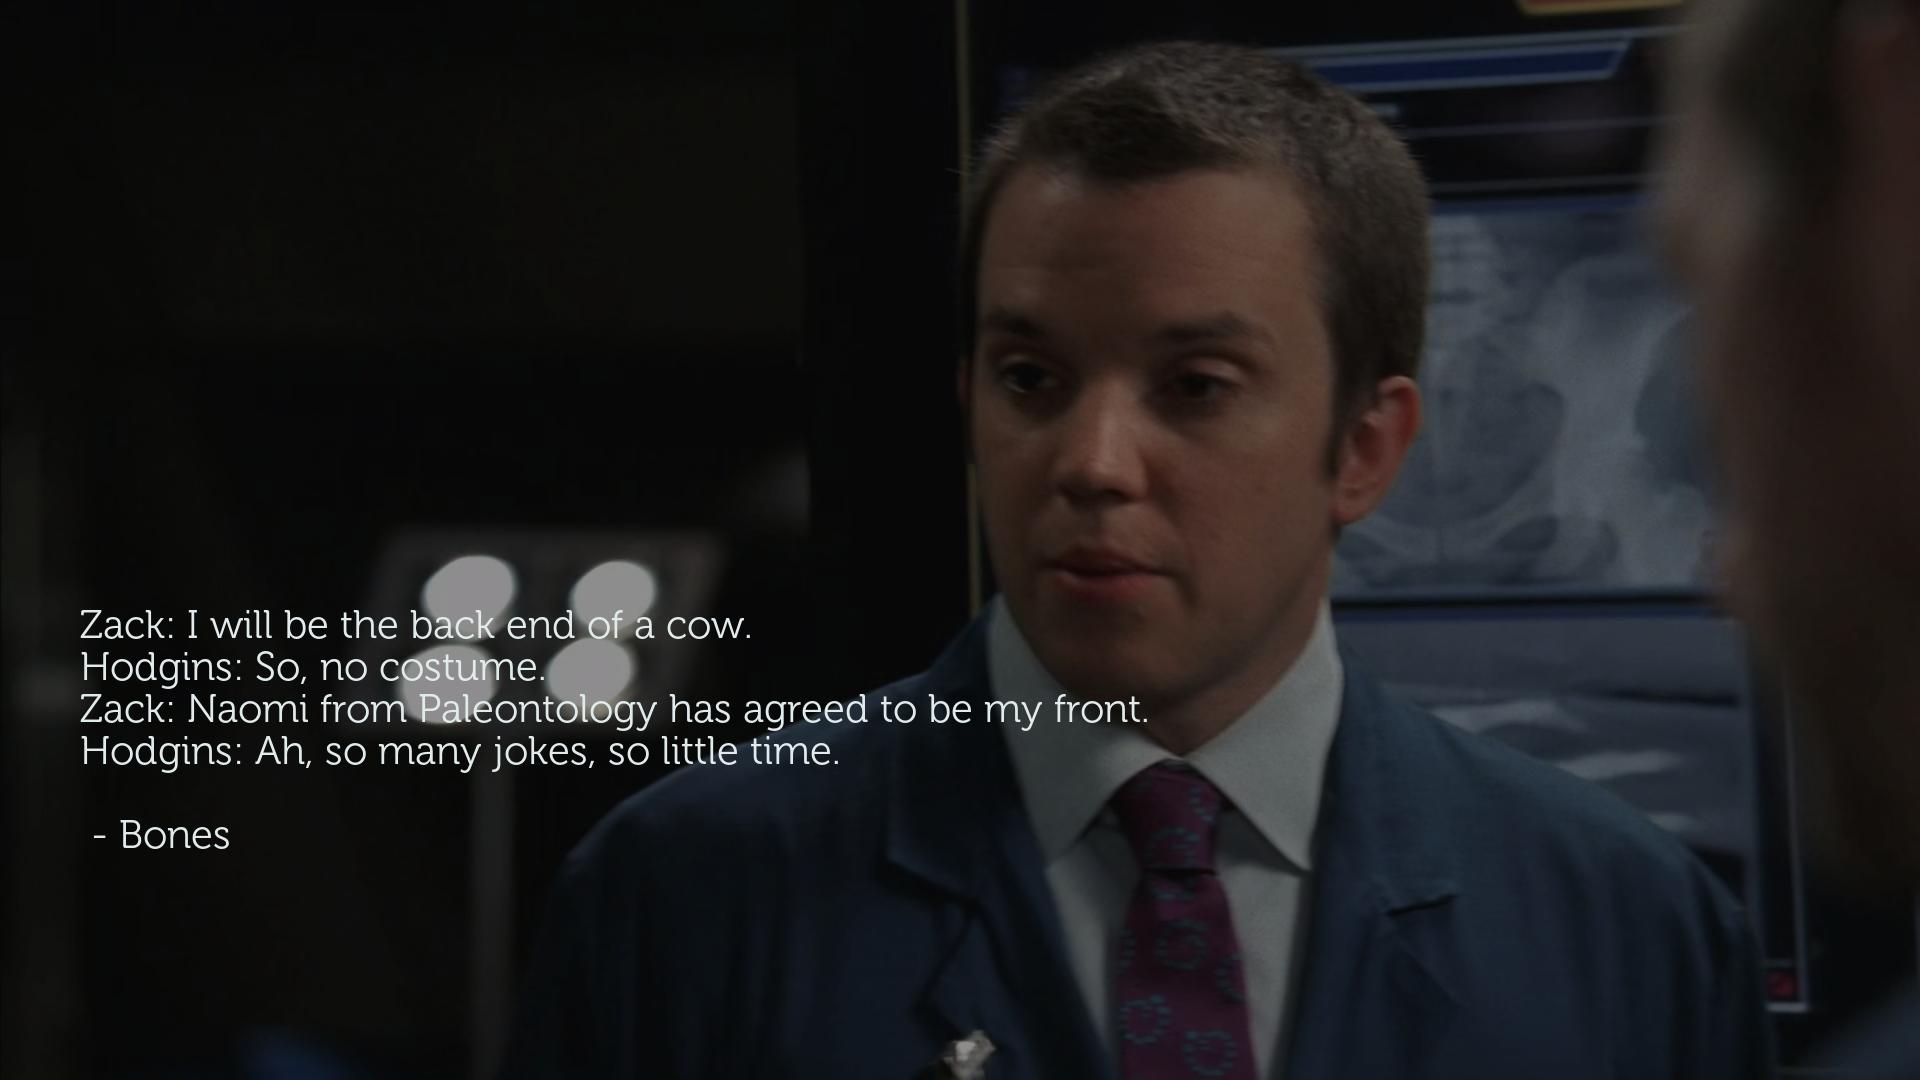 Zack: I will be the back end of a cow.
Hodgins: So, no costume.
Zack: Naomi from Paleontology has agreed to be my front.
Hodgins: Ah, so many jokes, so little time.
- Bones